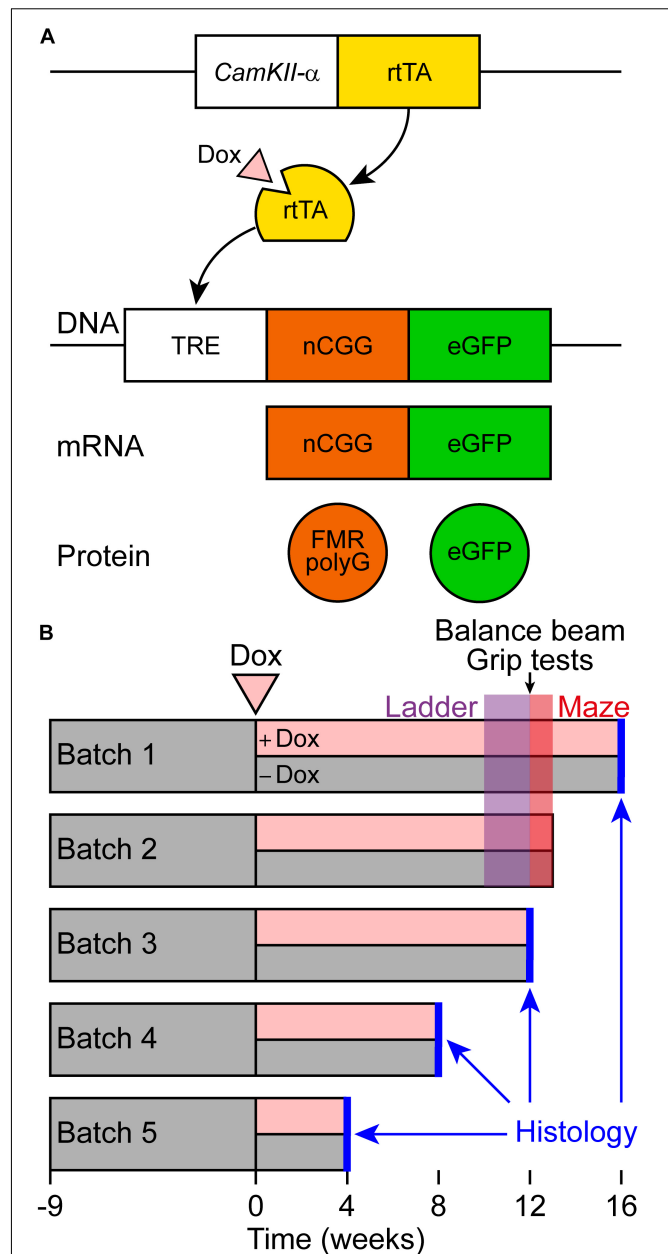 A
CamKII-α rtTA
Dox
rtTA
DNA
TRE nCGG eGFP
mRNA
nCGG eGFP
Protein
FMR
polyG
eGFP
B
Balance beam
Grip tests
Dox
Ladder Maze
Batch 1
+ Dox
− Dox
Batch 2
Batch 3
Batch 4
Batch 5
Histology
-9 0 4 8 12 16
Time (weeks)